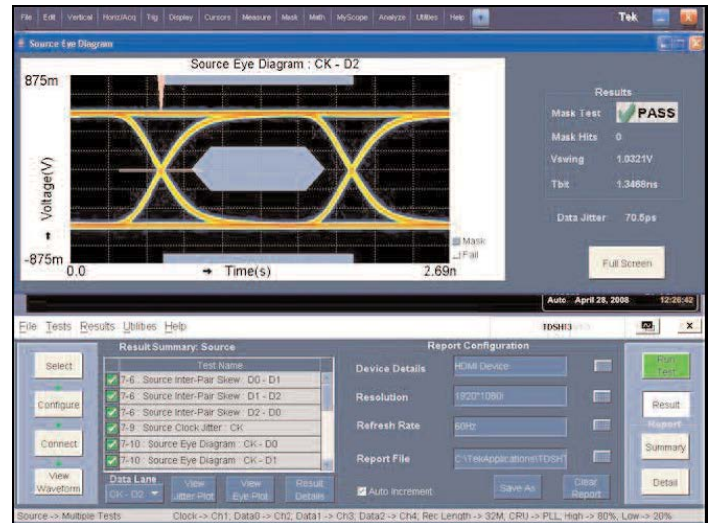 File Edit Vertical Horiz/Acq Trig Display Cursors Measure Mask Math MyScope Analyze Utilities Help Tek
Source Eye Diagram
Source Eye Diagram : CK - D2
875m
Voltage(V)
-875m
0.0
Time(s)
2.69n
Mask
Fail
Results
Mask Test PASS
Mask Hits 0
Vswing 1.0321V
Tbit 1.3468ns
Data Jitter 70.5ps
Full Screen
Auto April 28, 2008 12:26:42
File Tests Results Utilities Help TDSHT3 x
Select
Configure
Connect
View Waveform
Result Summary: Source
Test Name
7-6 : Source Inter-Pair Skew : D0 - D1
7-6 : Source Inter-Pair Skew : D1 - D2
7-6 : Source Inter-Pair Skew : D2 - D0
7-9 : Source Clock Jitter : CK
7-10 : Source Eye Diagram : CK - D0
7-10 : Source Eye Diagram : CK - D1
Data Lane
CK - D2
View Jitter Plot
View Eye Plot
Result Details
Report Configuration
Device Details HDMI Device
Resolution 1920*1080i
Refresh Rate 60Hz
Report File C:\TekApplications\TDSHT
Auto Increment
Save As
Clear Report
Run Test
Result
Report
Summary
Detail
Source -> Multiple Tests Clock -> Ch1; Data0 -> Ch2, Data1 -> Ch3, Data2 -> Ch4; Rec Length -> 32M, CRU -> PLL; High -> 80%, Low -> 20%